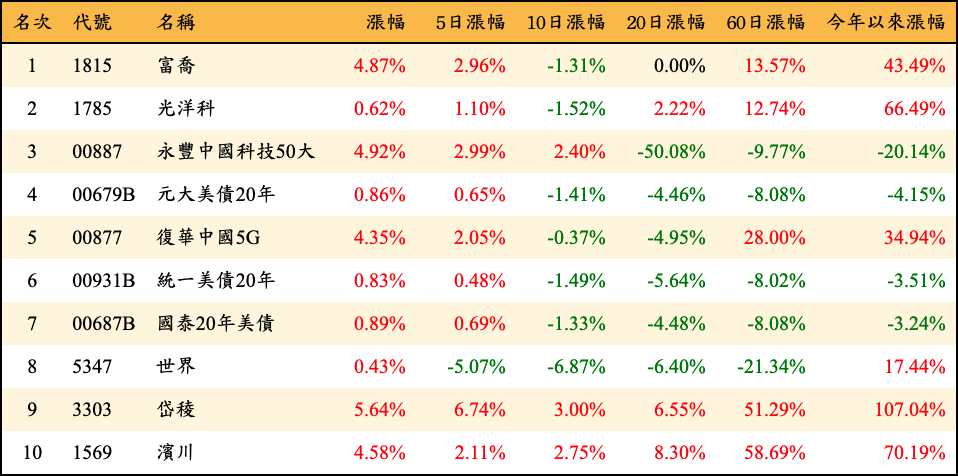 名次 代號 名稱 漲幅 5日漲幅 10日漲幅 20日漲幅 60日漲幅 今年以來漲幅
1 1815 富喬 4.87% 2.96% -1.31% 0.00% 13.57% 43.49%
2 1785 光洋科 0.62% 1.10% -1.52% 2.22% 12.74% 66.49%
3 00887 永豐中國科技50大 4.92% 2.99% 2.40% -50.08% -9.77% -20.14%
4 00679B 元大美債20年 0.86% 0.65% -1.41% -4.46% -8.08% -4.15%
5 00877 復華中國5G 4.35% 2.05% -0.37% -4.95% 28.00% 34.94%
6 00931B 統一美債20年 0.83% 0.48% -1.49% -5.64% -8.02% -3.51%
7 00687B 國泰20年美債 0.89% 0.69% -1.33% -4.48% -8.08% -3.24%
8 5347 世界 0.43% -5.07% -6.87% -6.40% -21.34% 17.44%
9 3303 岱稜 5.64% 6.74% 3.00% 6.55% 51.29% 107.04%
10 1569 濱川 4.58% 2.11% 2.75% 8.30% 58.69% 70.19%